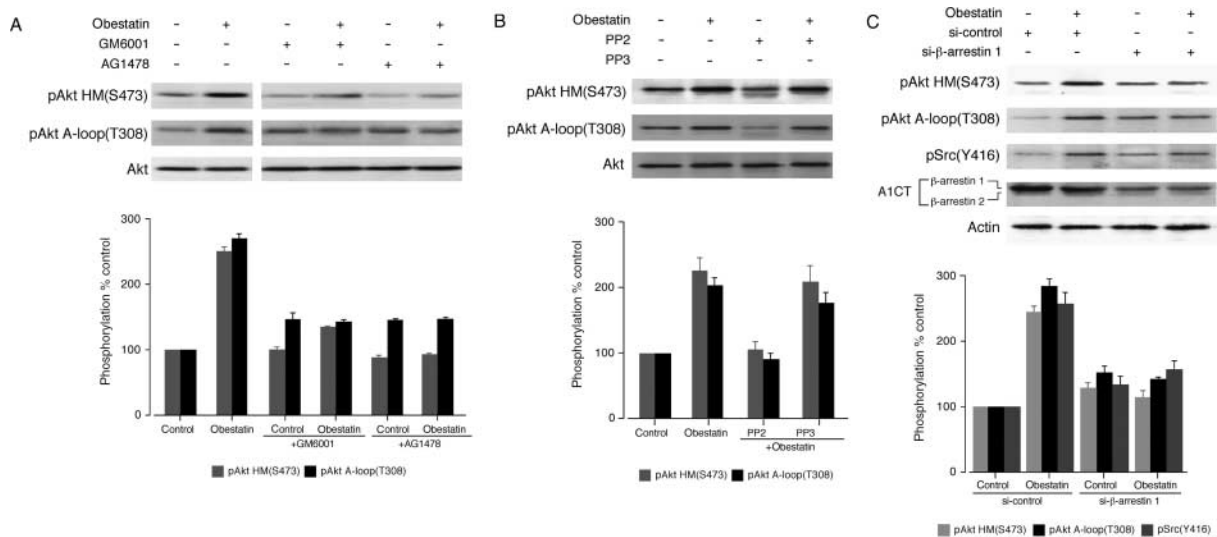 A
Obestatin - + - + - +
GM6001 - - + + - -
AG1478 - - - - + +
pAkt HM(S473)
pAkt A-loop(T308)
Akt
Phosphorylation % control
300
200
100
0
Control Obestatin Control Obestatin Control Obestatin
+GM6001 +AG1478
pAkt HM(S473) pAkt A-loop(T308)
B
Obestatin - + + +
PP2 - - + +
PP3
pAkt HM(S473)
pAkt A-loop(T308)
Akt
Phosphorylation % control
300
200
100
0
Control Obestatin PP2 PP3
+Obestatin
pAkt HM(S473) pAkt A-loop(T308)
C
Obestatin - + - +
si-control + + - -
si-β-arrestin 1 - - + +
pAkt HM(S473)
pAkt A-loop(T308)
pSrc(Y416)
A1CT β-arrestin 1
β-arrestin 2
Actin
Phosphorylation % control
300
200
100
0
Control Obestatin Control Obestatin
si-control si-β-arrestin 1
pAkt HM(S473) pAkt A-loop(T308) pSrc(Y416)